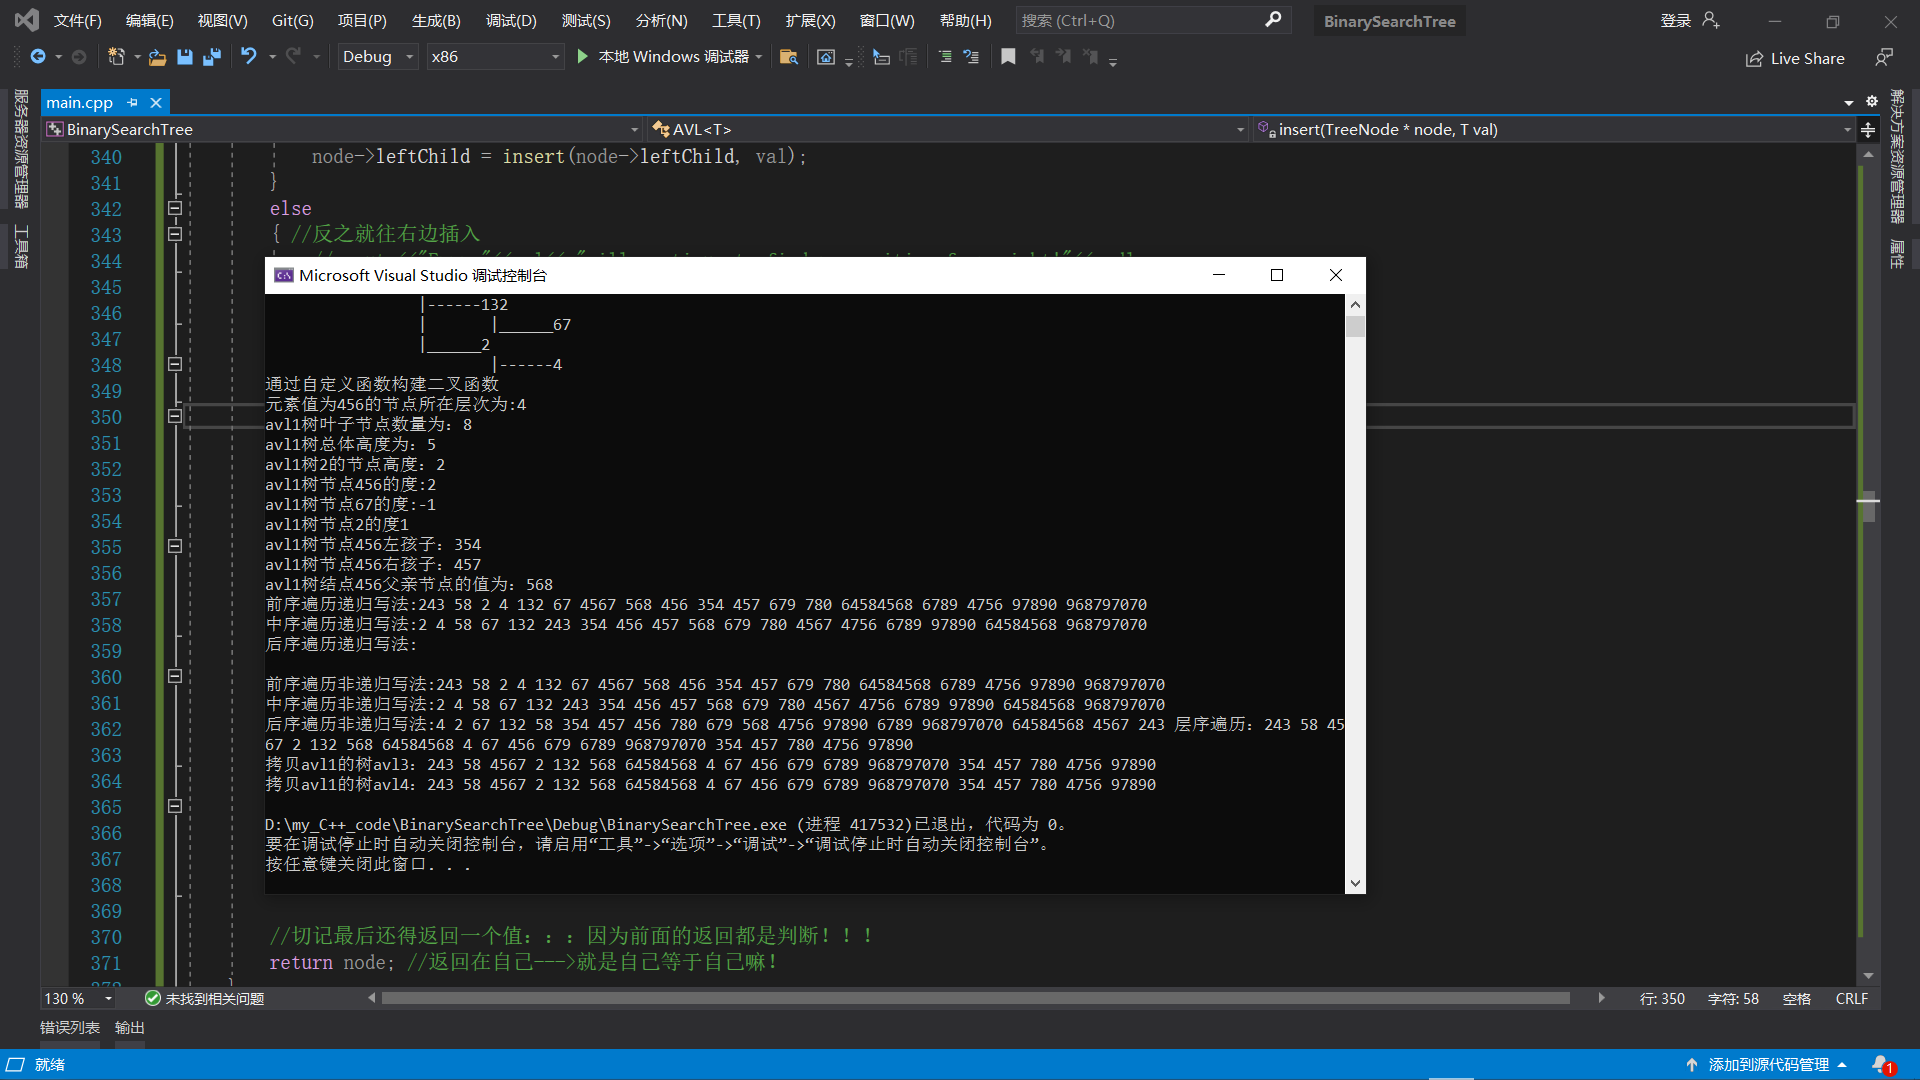 文件(F) 编辑(E) 视图(V) Git(G) 项目(P) 生成(B) 调试(D) 测试(S) 分析(N) 工具(T) 扩展(X) 窗口(W) 帮助(H) 搜索 (Ctrl+Q) BinarySearchTree 登录
Debug x86 本地 Windows 调试器 Live Share
服务器资源管理器
工具箱
解决方案资源管理器
属性
main.cpp
BinarySearchTree AVL<T> insert(TreeNode * node, T val)
340 node->leftChild = insert(node->leftChild, val);
341 }
342 else
343 { //反之就往右边插入
344
345
346
347
348
349
350
351
352
353
354
355
356
357
358
359
360
361
362
363
364
365
366
367
368
369
370 //切记最后还得返回一个值：：：因为前面的返回都是判断！！！
371 return node; //返回在自己--->就是自己等于自己嘛！
Microsoft Visual Studio 调试控制台
|------132
| |______67
|______2
|------4
通过自定义函数构建二叉函数
元素值为456的节点所在层次为:4
avl1树叶子节点数量为：8
avl1树总体高度为：5
avl1树2的节点高度：2
avl1树节点456的度:2
avl1树节点67的度:-1
avl1树节点2的度1
avl1树节点456左孩子：354
avl1树节点456右孩子：457
avl1树结点456父亲节点的值为：568
前序遍历递归写法:243 58 2 4 132 67 4567 568 456 354 457 679 780 64584568 6789 4756 97890 968797070
中序遍历递归写法:2 4 58 67 132 243 354 456 457 568 679 780 4567 4756 6789 97890 64584568 968797070
后序遍历递归写法:
前序遍历非递归写法:243 58 2 4 132 67 4567 568 456 354 457 679 780 64584568 6789 4756 97890 968797070
中序遍历非递归写法:2 4 58 67 132 243 354 456 457 568 679 780 4567 4756 6789 97890 64584568 968797070
后序遍历非递归写法:4 2 67 132 58 354 457 456 780 679 568 4756 97890 6789 968797070 64584568 4567 243 层序遍历：243 58 45
67 2 132 568 64584568 4 67 456 679 6789 968797070 354 457 780 4756 97890
拷贝avl1的树avl3：243 58 4567 2 132 568 64584568 4 67 456 679 6789 968797070 354 457 780 4756 97890
拷贝avl1的树avl4：243 58 4567 2 132 568 64584568 4 67 456 679 6789 968797070 354 457 780 4756 97890
D:\my_C++_code\BinarySearchTree\Debug\BinarySearchTree.exe (进程 417532)已退出，代码为 0。
要在调试停止时自动关闭控制台，请启用“工具”->“选项”->“调试”->“调试停止时自动关闭控制台”。
按任意键关闭此窗口. . .
130 % 未找到相关问题 行: 350 字符: 58 空格 CRLF
错误列表 输出
就绪 添加到源代码管理 1